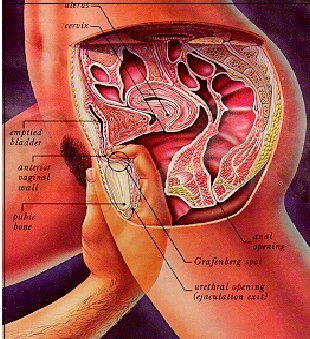 uterus
cervix
emptied
bladder
anterior
vaginal
wall
pubic
bone
anal
opening
Grafenberg spot
urethral opening
(ejaculation exit)